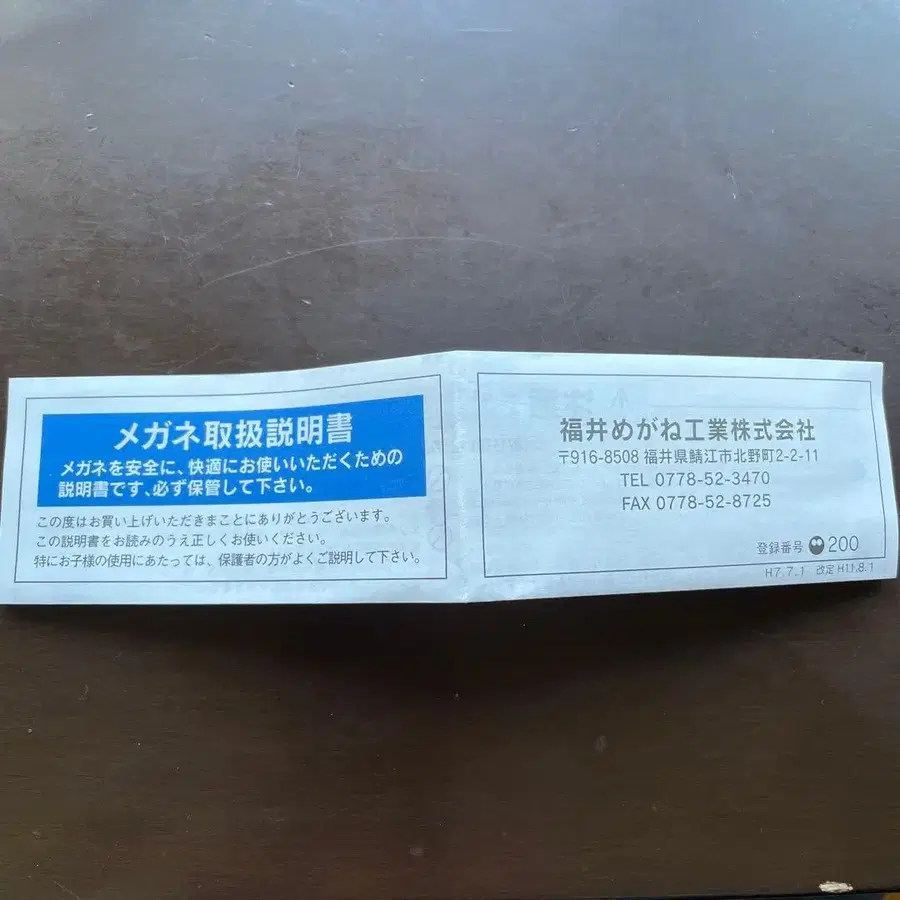 メガネ取扱説明書
メガネを安全に、快適にお使いいただくための
説明書です、必ず保管して下さい。
この度はお買い上げいただきまことにありがとうございます。
この説明書をお読みのうえ正しくお使いください。
特にお子様の使用にあたっては、保護者の方がよくご説明して下さい。
福井めがね工業株式会社
〒916-8508 福井県鯖江市北野町2-2-11
TEL 0778-52-3470
FAX 0778-52-8725
登録番号 200
H7.7.1 改定H11.8.1